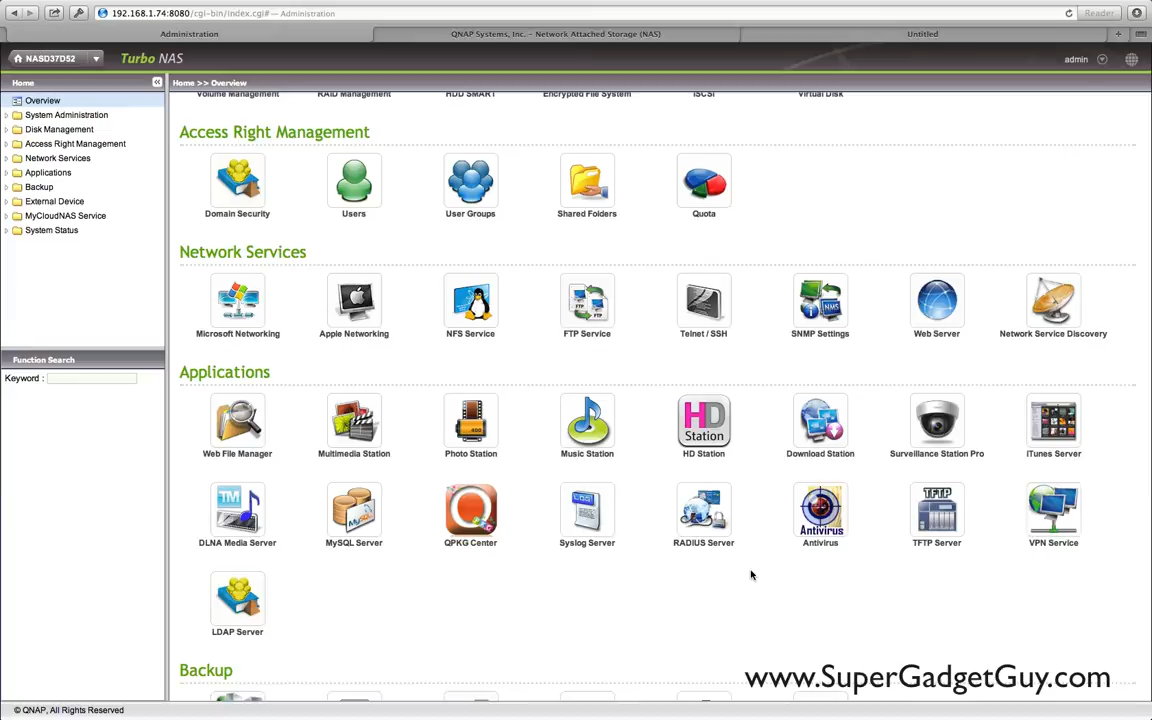 192.168.1.74:8080/cgi-bin/index.cgi# — Administration
Reader
Administration
QNAP Systems, Inc. - Network Attached Storage (NAS)
Untitled
NASD37D52
Turbo NAS
admin
Home
Home >> Overview
Overview
System Administration
Disk Management
Access Right Management
Network Services
Applications
Backup
External Device
MyCloudNAS Service
System Status
Function Search
Keyword :
Volume Management RAID Management HDD SMART Encrypted File System iSCSI Virtual Disk
Access Right Management
Domain Security Users User Groups Shared Folders Quota
Network Services
FTP
FTP
NMS
Microsoft Networking Apple Networking NFS Service FTP Service Telnet / SSH SNMP Settings Web Server Network Service Discovery
Applications
HD
Station
Web File Manager Multimedia Station Photo Station Music Station HD Station Download Station Surveillance Station Pro iTunes Server
TM
MySQL
LOG
Antivirus
TFTP
DLNA Media Server MySQL Server QPKG Center Syslog Server RADIUS Server Antivirus TFTP Server VPN Service
LDAP Server
Backup
www.SuperGadgetGuy.com
© QNAP, All Rights Reserved